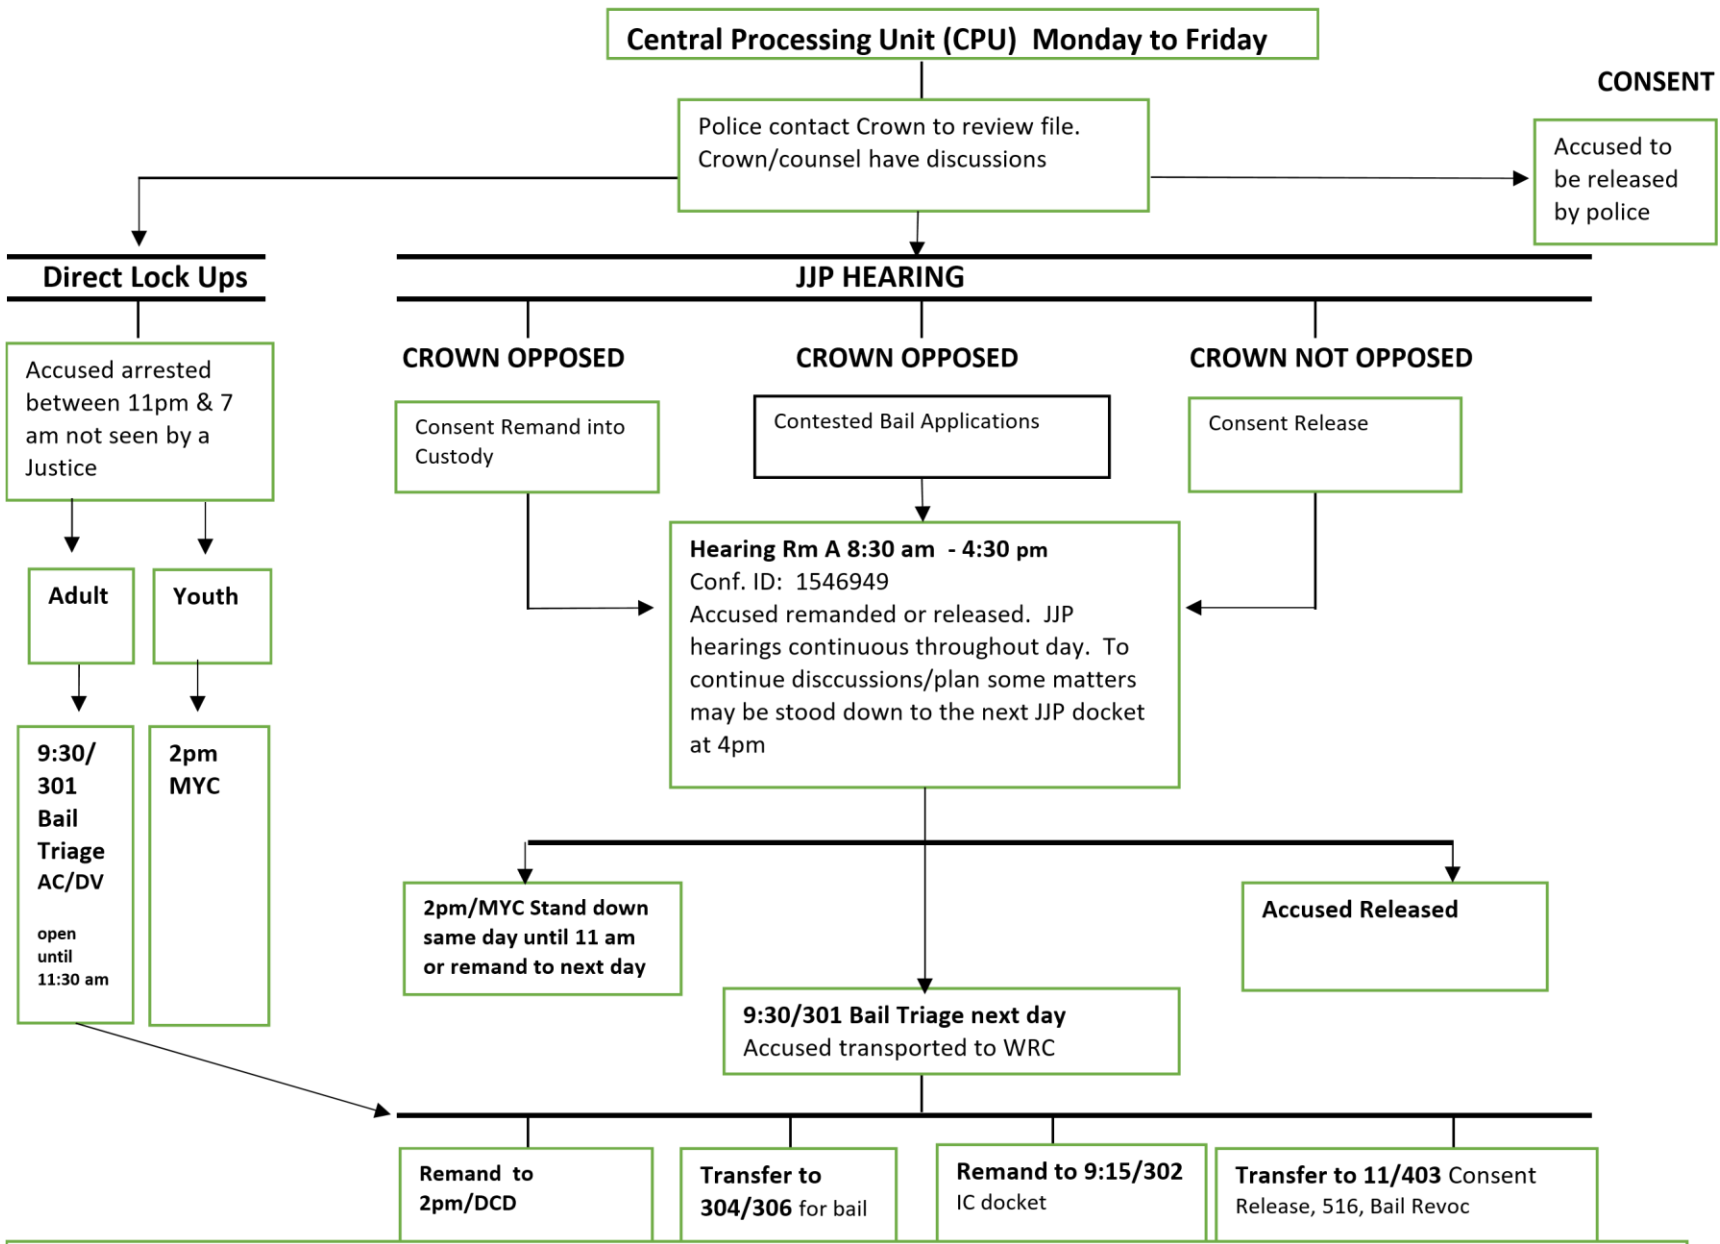 Central Processing Unit (CPU)  Monday to Friday
CONSENT
Police contact Crown to review file.
Crown/counsel have discussions
Accused to
be released
by police
Direct Lock Ups
JJP HEARING
Accused arrested
between 11pm & 7
am not seen by a
Justice
CROWN OPPOSED
CROWN OPPOSED
CROWN NOT OPPOSED
Consent Remand into
Custody
Contested Bail Applications
Consent Release
Adult
Youth
Hearing Rm A 8:30 am  - 4:30 pm
Conf. ID:  1546949
Accused remanded or released.  JJP
hearings continuous throughout day.  To
continue disccussions/plan some matters
may be stood down to the next JJP docket
at 4pm
9:30/
301
Bail
Triage
AC/DV
open
until
11:30 am
2pm
MYC
2pm/MYC Stand down
same day until 11 am
or remand to next day
Accused Released
9:30/301 Bail Triage next day
Accused transported to WRC
Remand  to
2pm/DCD
Transfer to
304/306 for bail
Remand to 9:15/302
IC docket
Transfer to 11/403 Consent
Release, 516, Bail Revoc